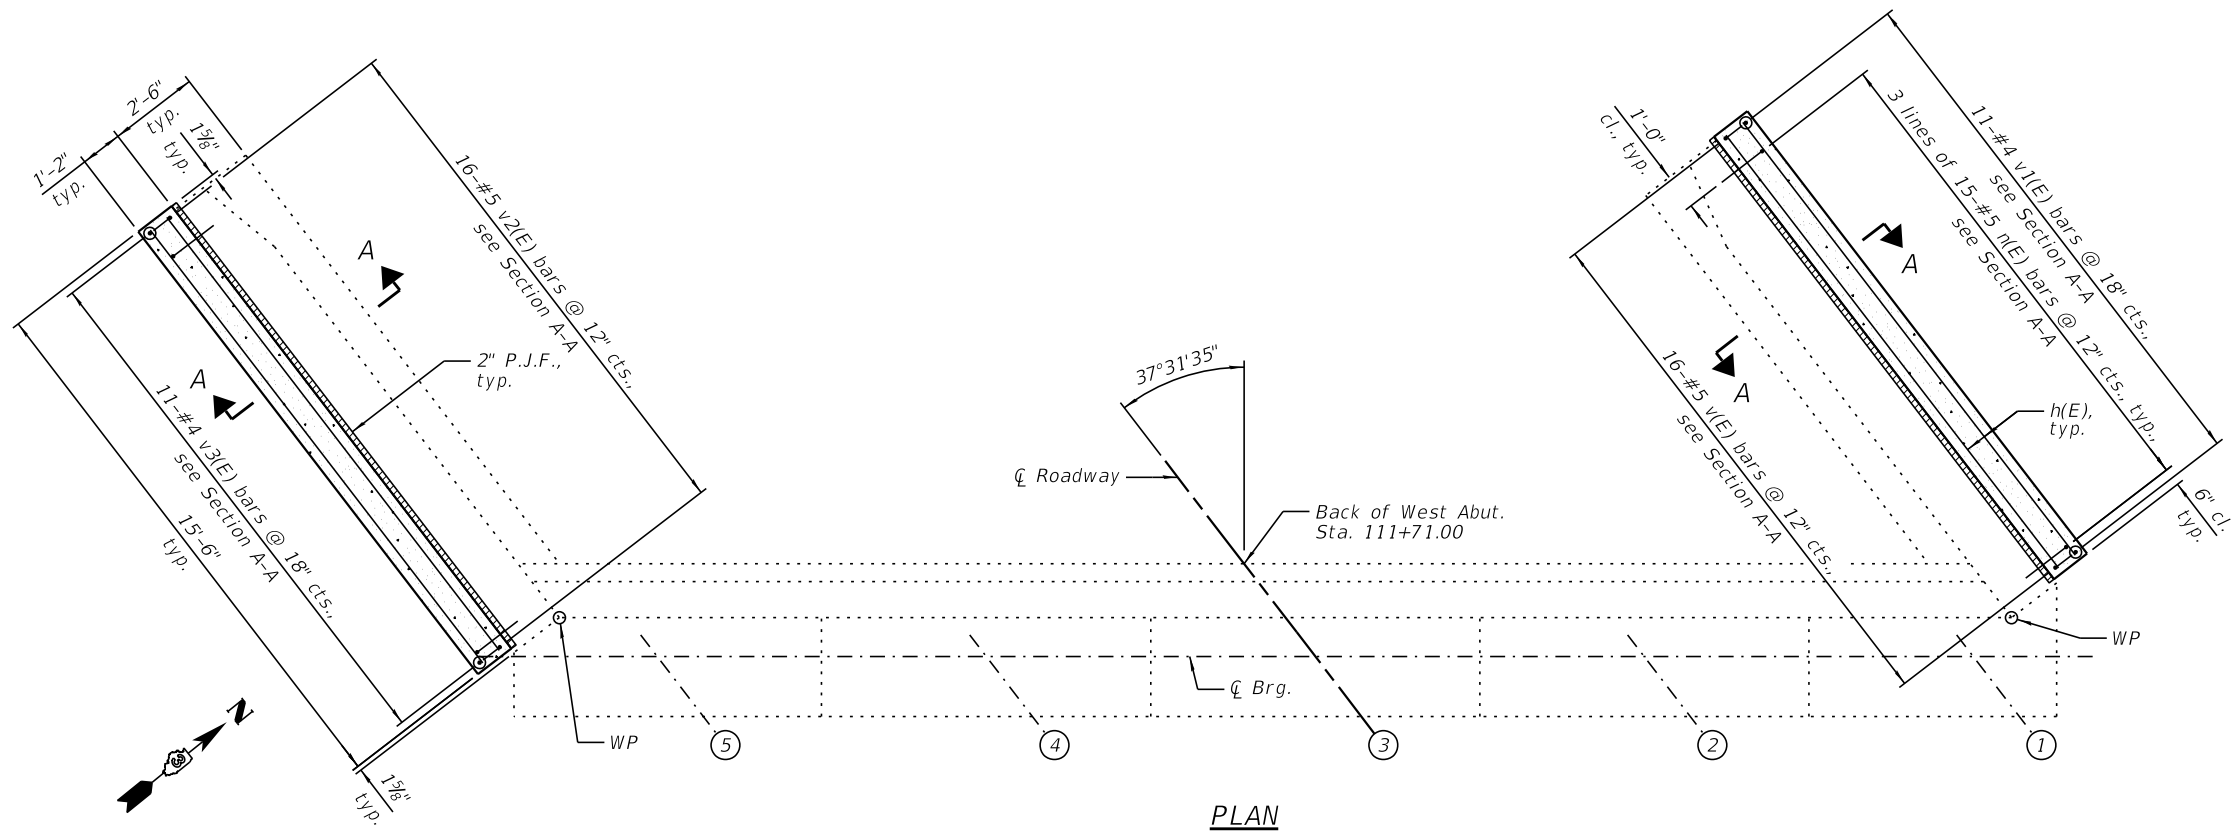 2'-6"
typ.
1'-2"
typ.
1⅝"
typ.
16-#5 v2(E) bars @ 12" cts.,
see Section A-A
A
A
2" P.J.F.,
typ.
11-#4 v3(E) bars @ 18" cts.,
see Section A-A
15'-6"
typ.
1⅝"
typ.
N
3
WP
37°31'35"
℄ Roadway
Back of West Abut.
Sta. 111+71.00
℄ Brg.
1'-0"
cl., typ.
11-#4 v1(E) bars @ 18" cts.,
see Section A-A
3 lines of 15-#5 n(E) bars @ 12" cts., typ.,
see Section A-A
A
A
16-#5 v(E) bars @ 12" cts.,
see Section A-A
h(E),
typ.
6" cl.
typ.
WP
5
4
3
2
1
PLAN